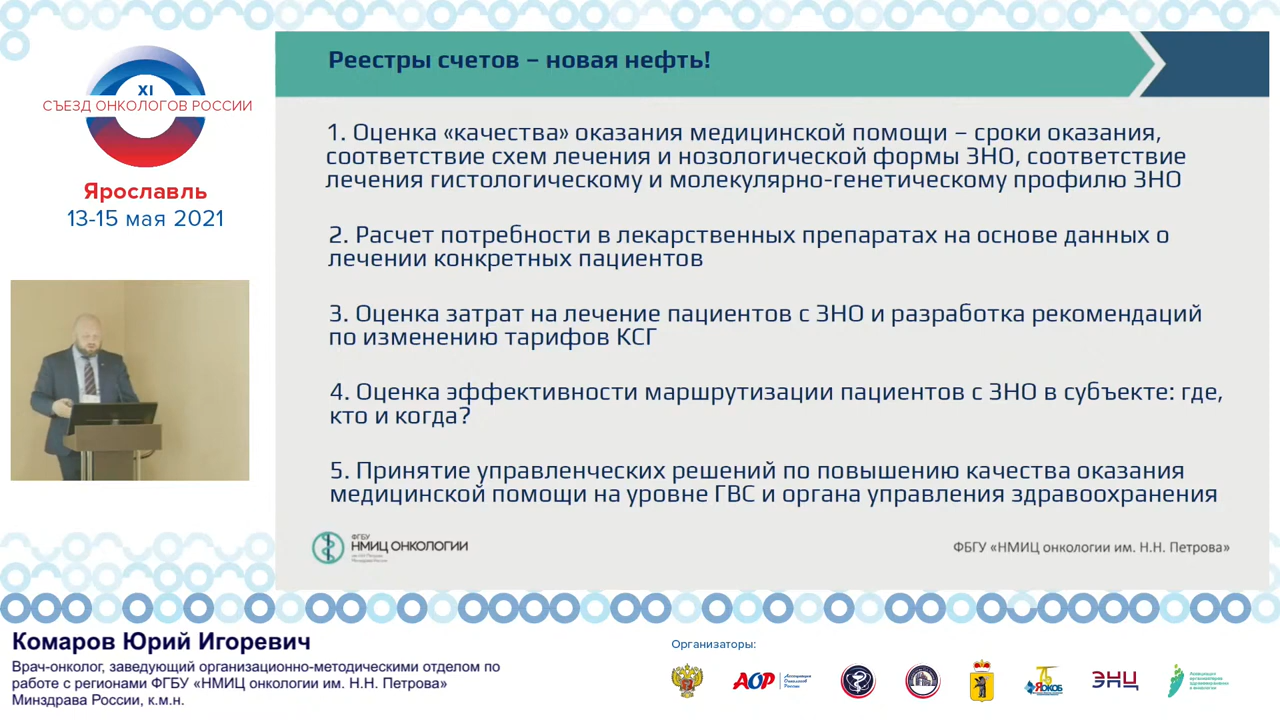 XI
СЪЕЗД ОНКОЛОГОВ РОССИИ
Ярославль
13-15 мая 2021
Реестры счетов – новая нефть!
1. Оценка «качества» оказания медицинской помощи – сроки оказания,
соответствие схем лечения и нозологической формы ЗНО, соответствие
лечения гистологическому и молекулярно-генетическому профилю ЗНО
2. Расчет потребности в лекарственных препаратах на основе данных о
лечении конкретных пациентов
3. Оценка затрат на лечение пациентов с ЗНО и разработка рекомендаций
по изменению тарифов КСГ
4. Оценка эффективности маршрутизации пациентов с ЗНО в субъекте: где,
кто и когда?
5. Принятие управленческих решений по повышению качества оказания
медицинской помощи на уровне ГВС и органа управления здравоохранения
ФГБУ
НМИЦ ОНКОЛОГИИ
ФБГУ «НМИЦ онкологии им. Н.Н. Петрова»
Комаров Юрий Игоревич
Врач-онколог, заведующий организационно-методическими отделом по
работе с регионами ФГБУ «НМИЦ онкологии им. Н.Н. Петрова»
Минздрава России, к.м.н.
Организаторы:
АОР
Ассоциация
Онкологов
России
ЯОКОБ
ЭНЦ